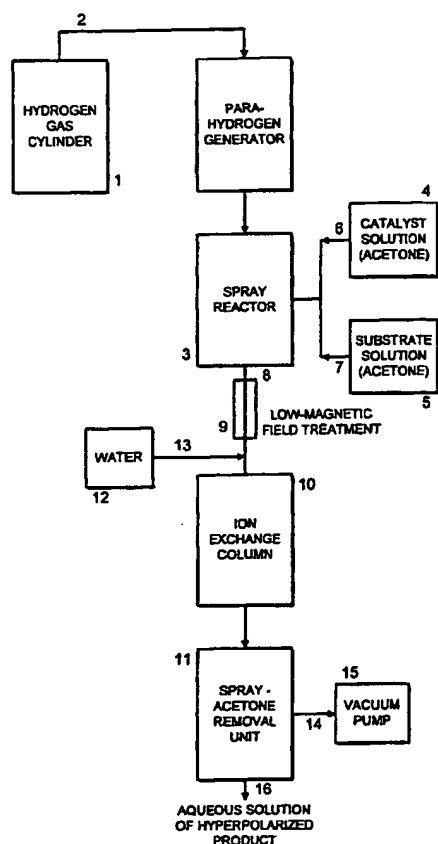 2
HYDROGEN
GAS
CYLINDER
1
PARA-
HYDROGEN
GENERATOR
4
6
CATALYST
SOLUTION
(ACETONE)
SPRAY
REACTOR
3
8
7
SUBSTRATE
SOLUTION
(ACETONE)
5
9
LOW-MAGNETIC
FIELD TREATMENT
WATER
12
13
10
ION
EXCHANGE
COLUMN
11
SPRAY -
ACETONE
REMOVAL
UNIT
14
15
VACUUM
PUMP
16
AQUEOUS SOLUTION
OF HYPERPOLARIZED
PRODUCT